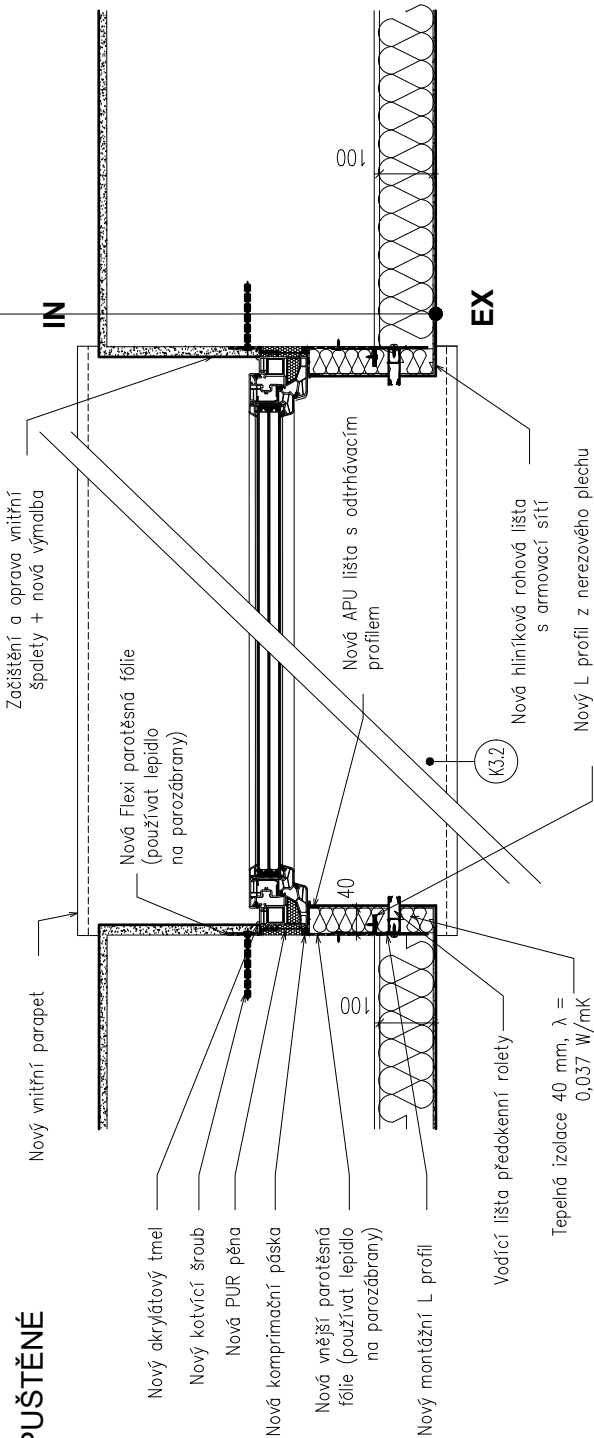 PUŠTĚNÉ
Nový vnitřní parapet
Začištění a oprava vnitřní
špalety + nová výmalba
IN
Nový akrylátový tmel
Nový kotvící šroub
Nová PUR pěna
Nová komprimační páska
Nová vnější parotěsná
fólie (používat lepidlo
na parozábrany)
Nový montážní L profil
Nová Flexi parotěsná fólie
(používat lepidlo
na parozábrany)
Nová APU lišta s odtrhávacím
profilem
40
100
100
K3.2
EX
Vodící lišta předokenní rolety
Tepelná izolace 40 mm, λ =
0,037 W/mK
Nová hliníková rohová lišta
s armovací sítí
Nový L profil z nerezového plechu